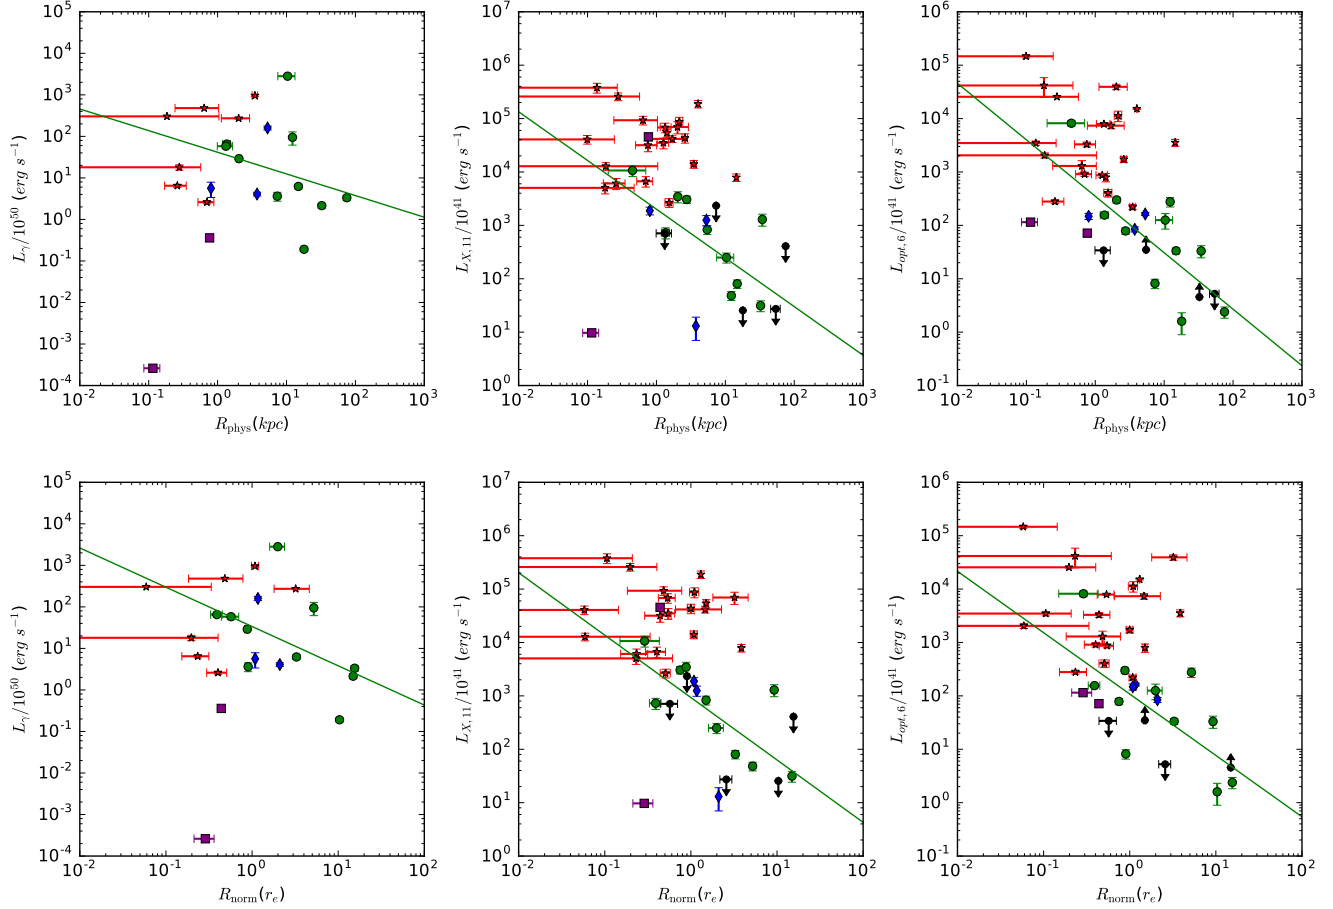 10^5 10^4 10^3 10^2 10^1 10^0 10^-1 10^-2 10^-3 10^-4
L_γ/10^50 (erg s^-1)
10^-2 10^-1 10^0 10^1 10^2 10^3
R_phys(kpc)
10^7 10^6 10^5 10^4 10^3 10^2 10^1 10^0
L_X,11/10^41 (erg s^-1)
10^-2 10^-1 10^0 10^1 10^2 10^3
R_phys(kpc)
10^6 10^5 10^4 10^3 10^2 10^1 10^0 10^-1
L_opt,6/10^41 (erg s^-1)
10^-2 10^-1 10^0 10^1 10^2 10^3
R_phys(kpc)
10^5 10^4 10^3 10^2 10^1 10^0 10^-1 10^-2 10^-3 10^-4
L_γ/10^50 (erg s^-1)
10^-2 10^-1 10^0 10^1 10^2
R_norm(r_e)
10^7 10^6 10^5 10^4 10^3 10^2 10^1 10^0
L_X,11/10^41 (erg s^-1)
10^-2 10^-1 10^0 10^1 10^2
R_norm(r_e)
10^6 10^5 10^4 10^3 10^2 10^1 10^0 10^-1
L_opt,6/10^41 (erg s^-1)
10^-2 10^-1 10^0 10^1 10^2
R_norm(r_e)